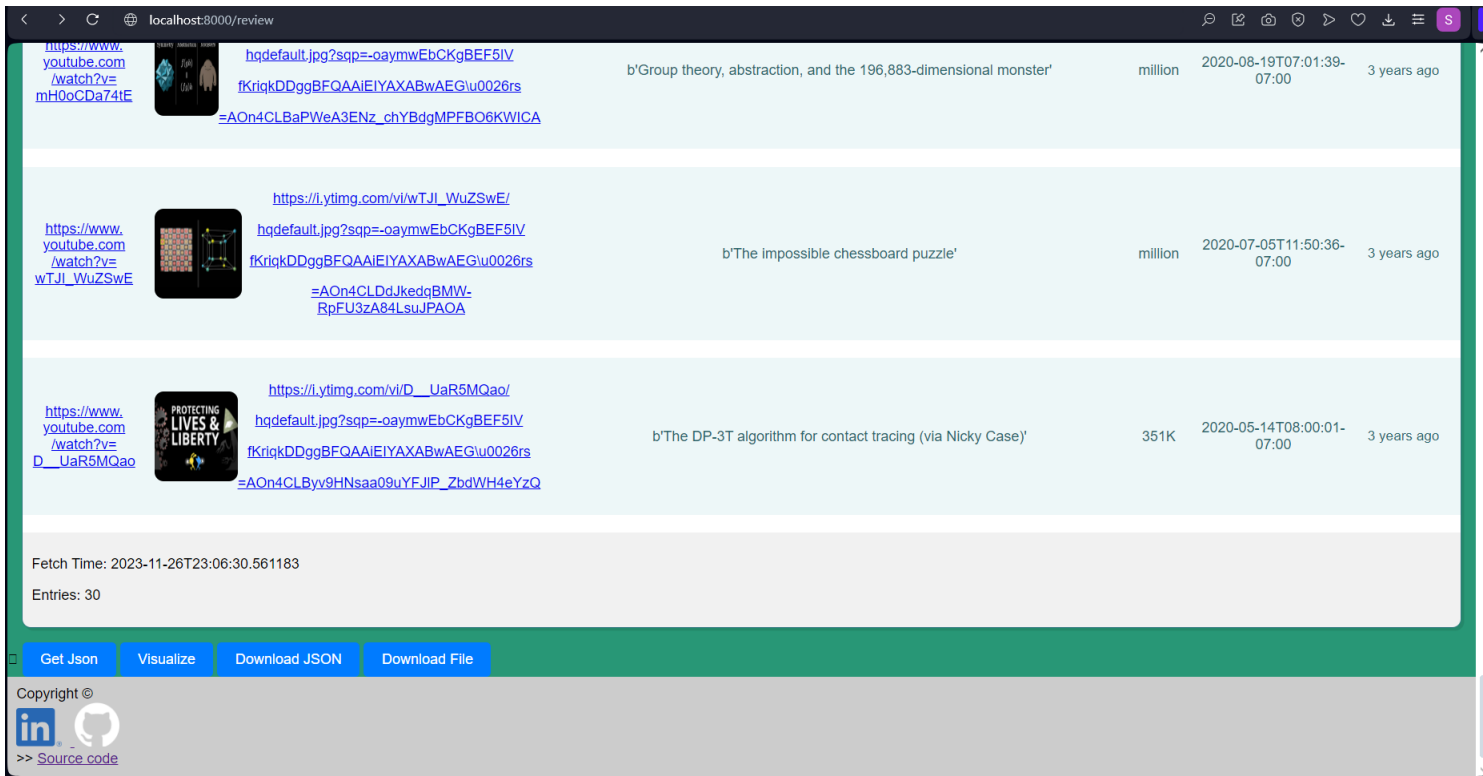 localhost:8000/review
S
https://www.
youtube.com
/watch?v=
mH0oCDa74tE
hqdefault.jpg?sqp=-oaymwEbCKgBEF5IV
fKriqkDDggBFQAAiEIYAXABwAEG\u0026rs
=AOn4CLBaPWeA3ENz_chYBdgMPFBO6KWICA
b'Group theory, abstraction, and the 196,883-dimensional monster'
million
2020-08-19T07:01:39-
07:00
3 years ago
https://www.
youtube.com
/watch?v=
wTJI_WuZSwE
https://i.ytimg.com/vi/wTJI_WuZSwE/
hqdefault.jpg?sqp=-oaymwEbCKgBEF5IV
fKriqkDDggBFQAAiEIYAXABwAEG\u0026rs
=AOn4CLDdJkedqBMW-
RpFU3zA84LsuJPAOA
b'The impossible chessboard puzzle'
million
2020-07-05T11:50:36-
07:00
3 years ago
https://www.
youtube.com
/watch?v=
D__UaR5MQao
PROTECTING
LIVES &
LIBERTY
https://i.ytimg.com/vi/D__UaR5MQao/
hqdefault.jpg?sqp=-oaymwEbCKgBEF5IV
fKriqkDDggBFQAAiEIYAXABwAEG\u0026rs
=AOn4CLByv9HNsaa09uYFJlP_ZbdWH4eYzQ
b'The DP-3T algorithm for contact tracing (via Nicky Case)'
351K
2020-05-14T08:00:01-
07:00
3 years ago
Fetch Time: 2023-11-26T23:06:30.561183
Entries: 30
Get Json
Visualize
Download JSON
Download File
Copyright ©
in
>> Source code